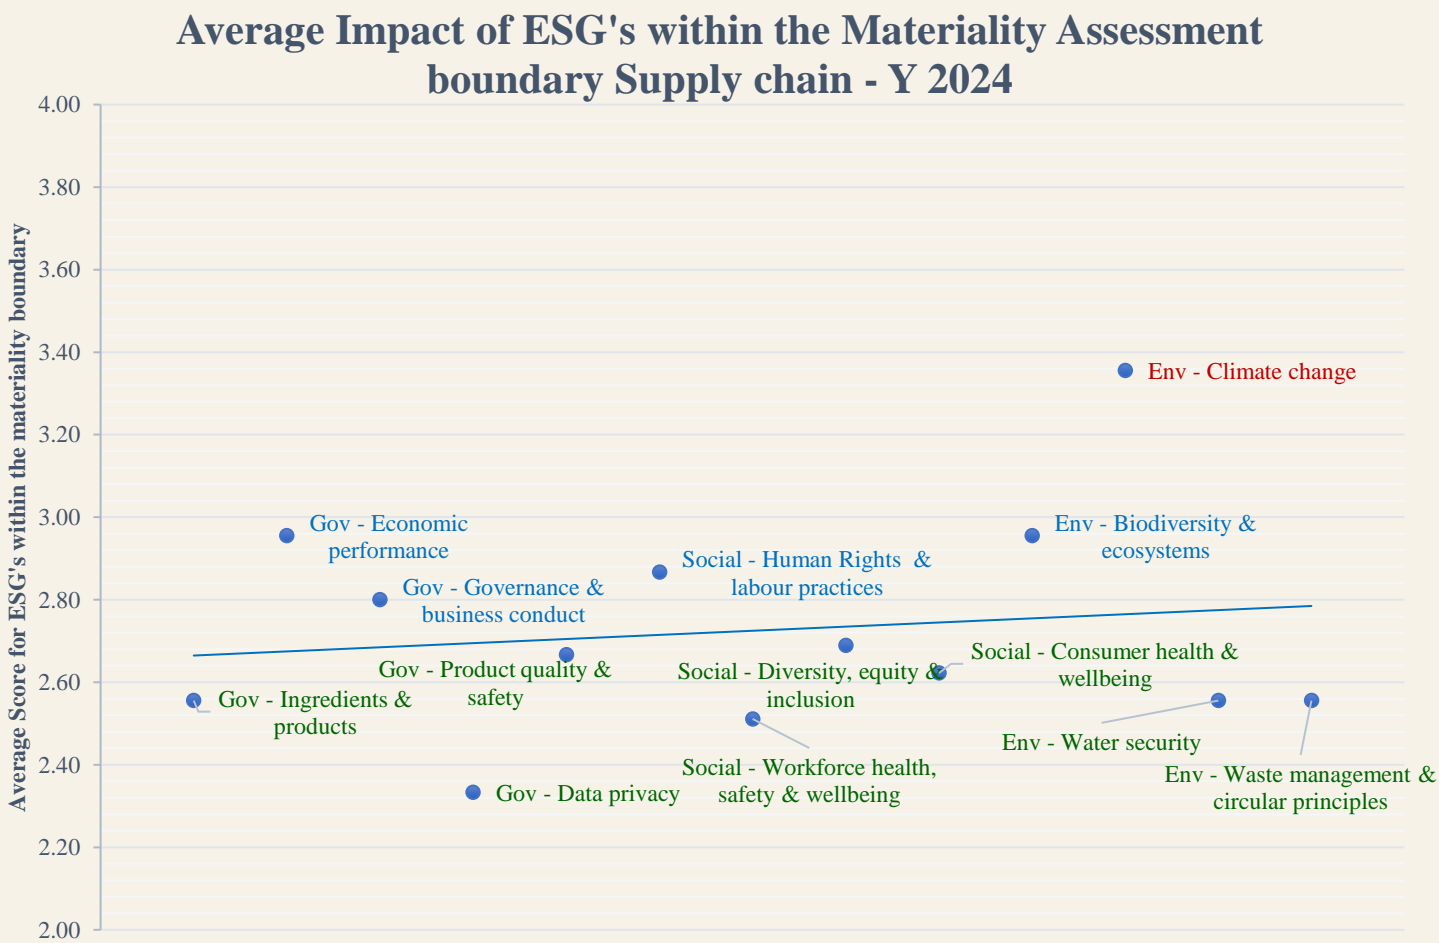 Average Impact of ESG's within the Materiality Assessment
boundary Supply chain - Y 2024
Average Score for ESG's within the materiality boundary
4.00
3.80
3.60
3.40
3.20
3.00
2.80
2.60
2.40
2.20
2.00
Env - Climate change
Gov - Economic
performance
Env - Biodiversity &
ecosystems
Social - Human Rights  &
labour practices
Gov - Governance &
business conduct
Gov - Product quality &
safety
Social - Diversity, equity &
inclusion
Social - Consumer health &
wellbeing
Gov - Ingredients &
products
Env - Water security
Social - Workforce health,
safety & wellbeing
Env - Waste management &
circular principles
Gov - Data privacy